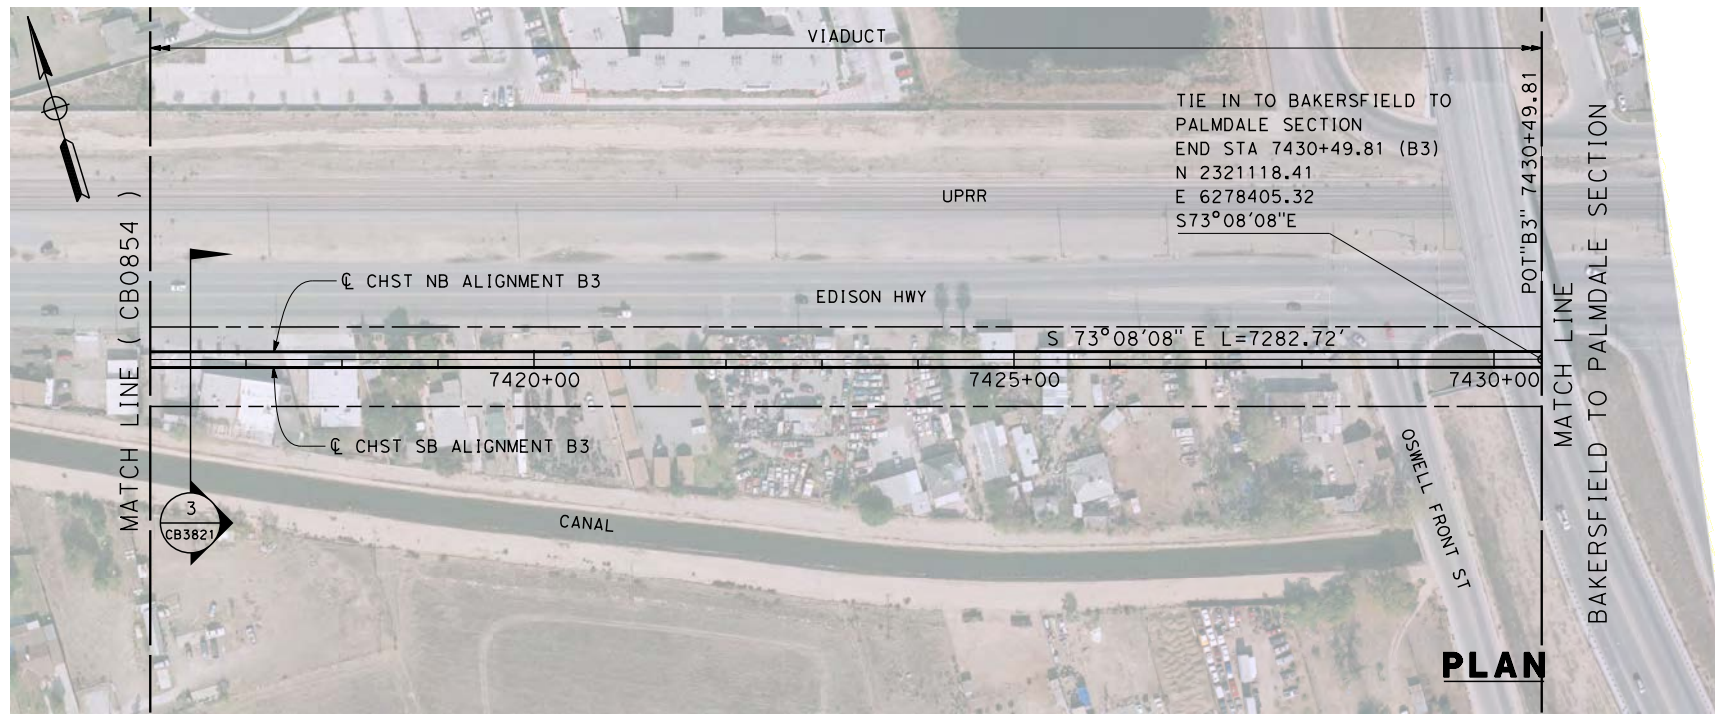 VIADUCT
TIE IN TO BAKERSFIELD TO
PALMDALE SECTION
END STA 7430+49.81 (B3)
N 2321118.41
E 6278405.32
S73°08'08"E
POT"B3" 7430+49.81
UPRR
MATCH LINE ( CB0854 )
℄ CHST NB ALIGNMENT B3
EDISON HWY
S 73°08'08" E L=7282.72'
7420+00
7425+00
7430+00
℄ CHST SB ALIGNMENT B3
3
CB3821
CANAL
OSWELL FRONT ST
MATCH LINE
BAKERSFIELD TO PALMDALE SECTION
PLAN